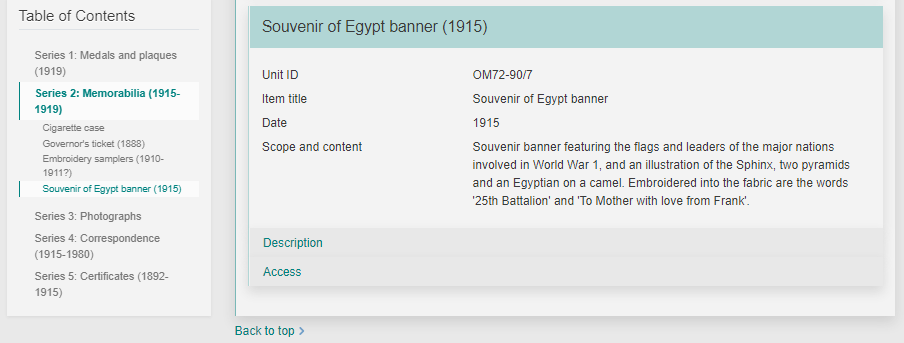 Table of Contents
Series 1: Medals and plaques
(1919)
Series 2: Memorabilia (1915-
1919)
Cigarette case
Governor's ticket (1888)
Embroidery samplers (1910-
1911?)
Souvenir of Egypt banner (1915)
Series 3: Photographs
Series 4: Correspondence
(1915-1980)
Series 5: Certificates (1892-
1915)
Souvenir of Egypt banner (1915)
Unit ID OM72-90/7
Item title Souvenir of Egypt banner
Date 1915
Scope and content Souvenir banner featuring the flags and leaders of the major nations
involved in World War 1, and an illustration of the Sphinx, two pyramids
and an Egyptian on a camel. Embroidered into the fabric are the words
'25th Battalion' and 'To Mother with love from Frank'.
Description
Access
Back to top